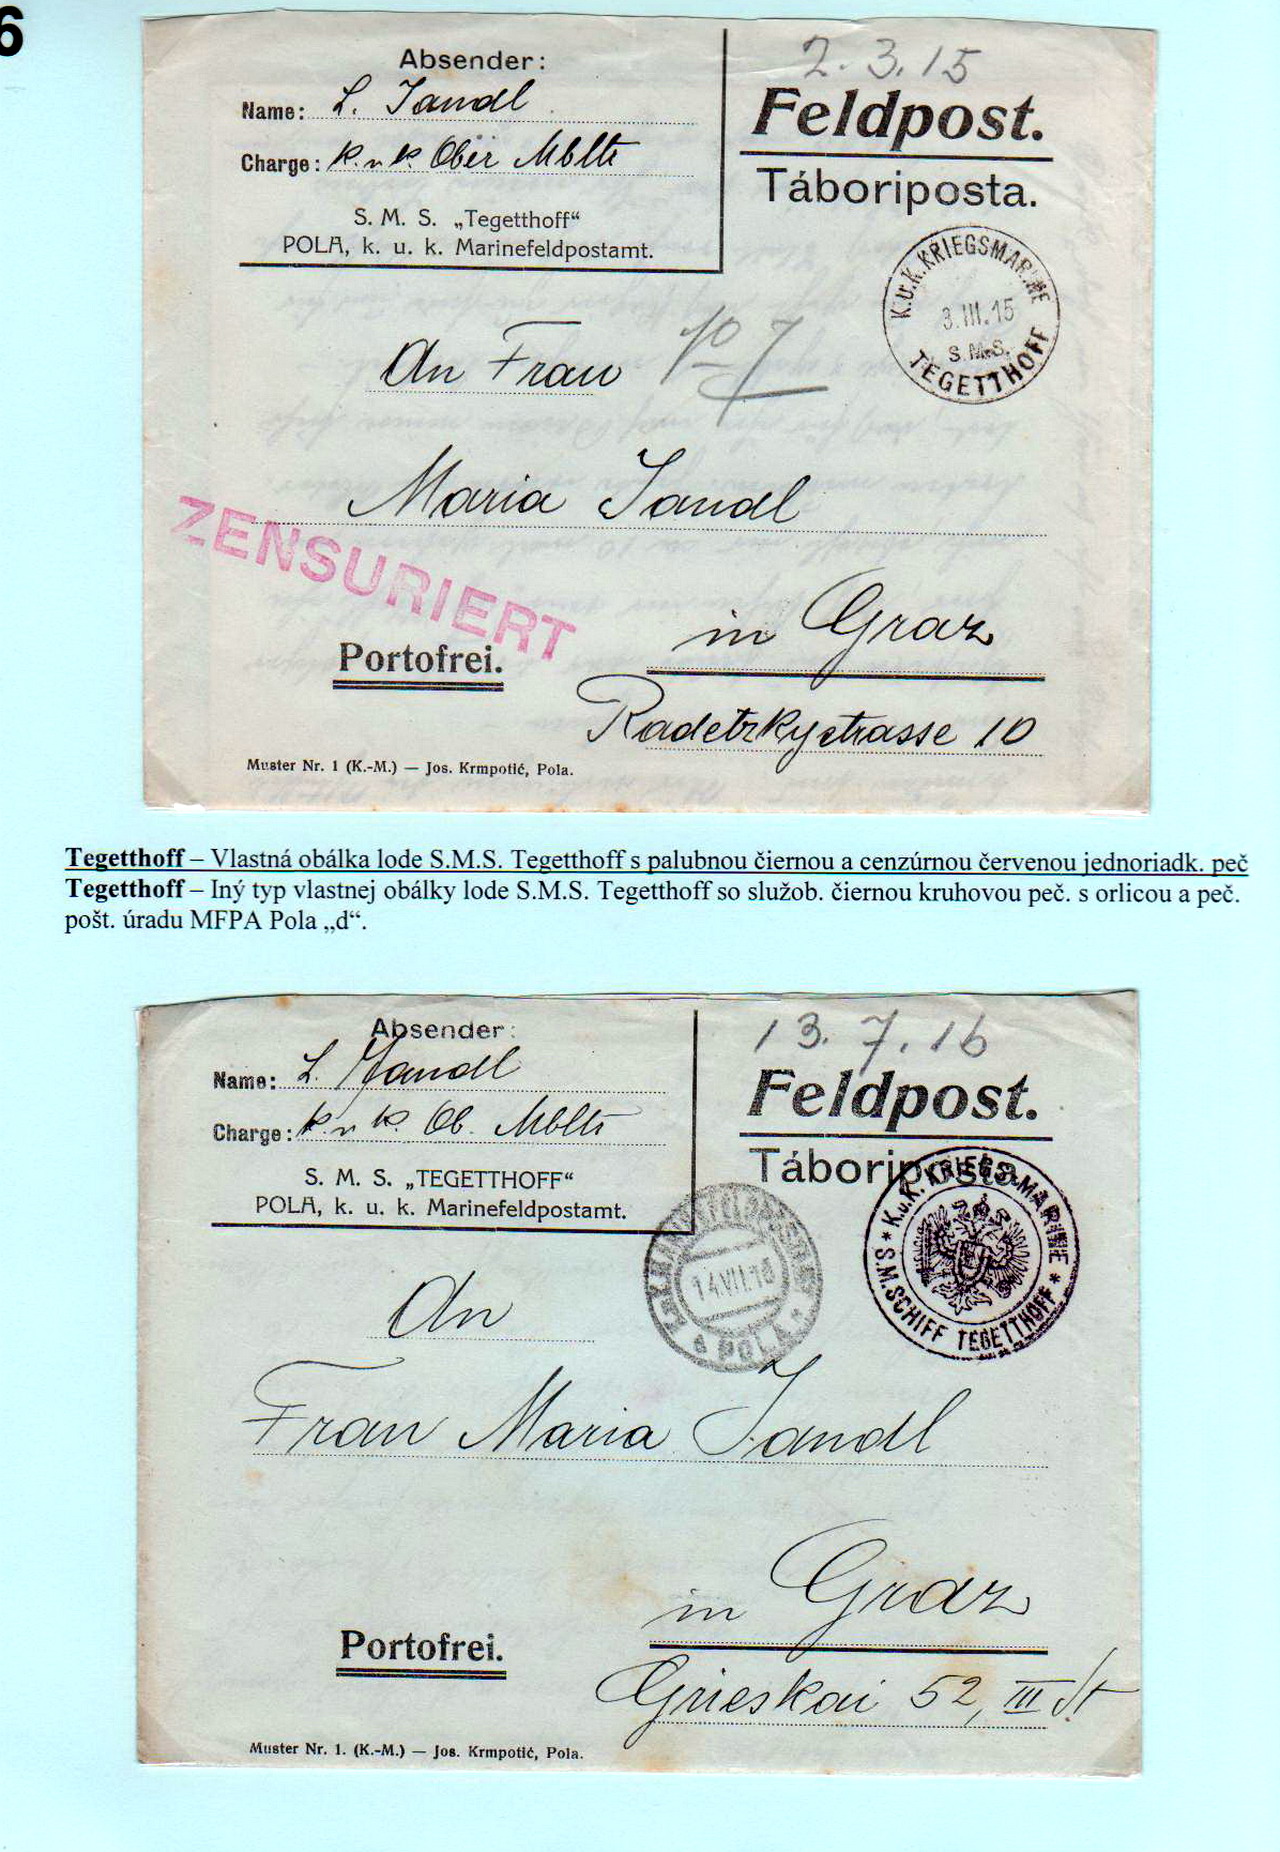 6
2.3.15
Absender:
Name: L. Jandl
Charge: k. u k. Ober Mblts
S. M. S. „Tegetthoff“
POLA, k. u. k. Marinefeldpostamt.
Feldpost.
Táboriposta.
K.U.K. KRIEGSMARINE
3.III.15
S.M.S.
TEGETTHOFF
An Frau
Maria Jandl
ZENSURIERT
in Graz
Portofrei.
Radetzkystrasse 10
Muster Nr. 1 (K.-M.) — Jos. Krmpotić, Pola.
Tegetthoff – Vlastná obálka lode S.M.S. Tegetthoff s palubnou čiernou a cenzúrnou červenou jednoriadk. peč
Tegetthoff – Iný typ vlastnej obálky lode S.M.S. Tegetthoff so služob. čiernou kruhovou peč. s orlicou a peč.
pošt. úradu MFPA Pola „d“.
13.7.16
Absender:
Name: L. Jandl
Charge: k. u k. Ob. Mblts
S. M. S. „TEGETTHOFF“
POLA, k. u. k. Marinefeldpostamt.
Feldpost.
Táboriposta.
K.U.K. KRIEGSMARINE
* S.M.SCHIFF TEGETTHOFF *
14.VII.16
POLA
An
Frau Maria Jandl
in Graz
Portofrei.
Grieskai 52, III St
Muster Nr. 1. (K.-M.) — Jos. Krmpotić, Pola.